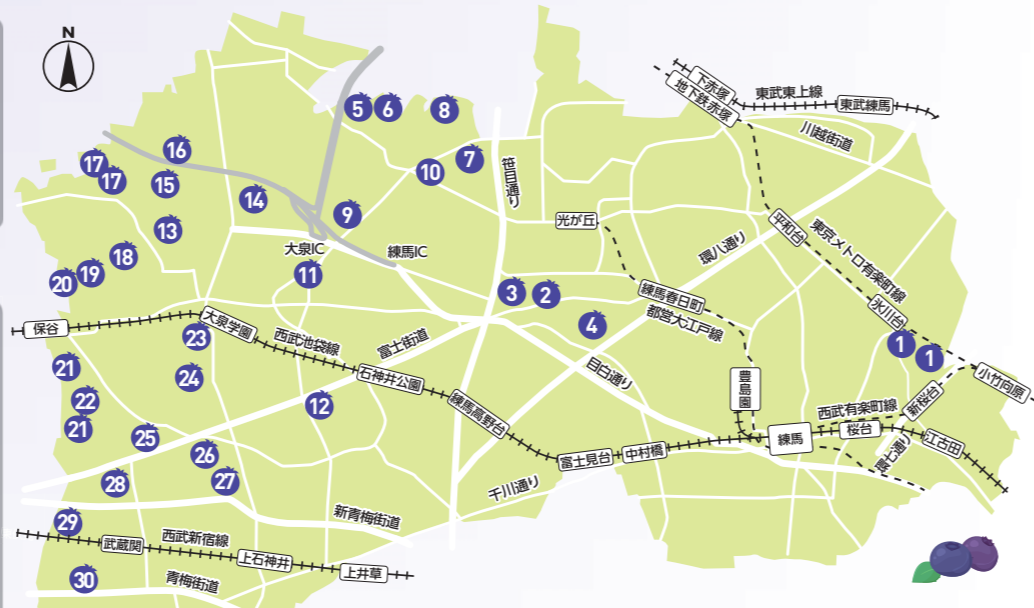 N
下赤塚
地下鉄赤塚
東武東上線
東武練馬
川越街道
5
6
8
16
17
17
15
14
10
7
笹目通り
9
光が丘
13
平和台
東京メトロ有楽町線
環八通り
大泉IC
練馬IC
18
19
20
11
3
2
練馬春日町
都営大江戸線
4
氷川台
1
1
保谷
大泉学園
23
西武池袋線
富士街道
目白通り
小竹向原
21
24
石神井公園
豊島園
新桜台
22
12
練馬高野台
西武有楽町線
21
25
練馬
桜台
江古田
26
富士見台
中村橋
環七通り
28
27
千川通り
新青梅街道
29
武蔵関
西武新宿線
上石神井
上井草
30
青梅街道